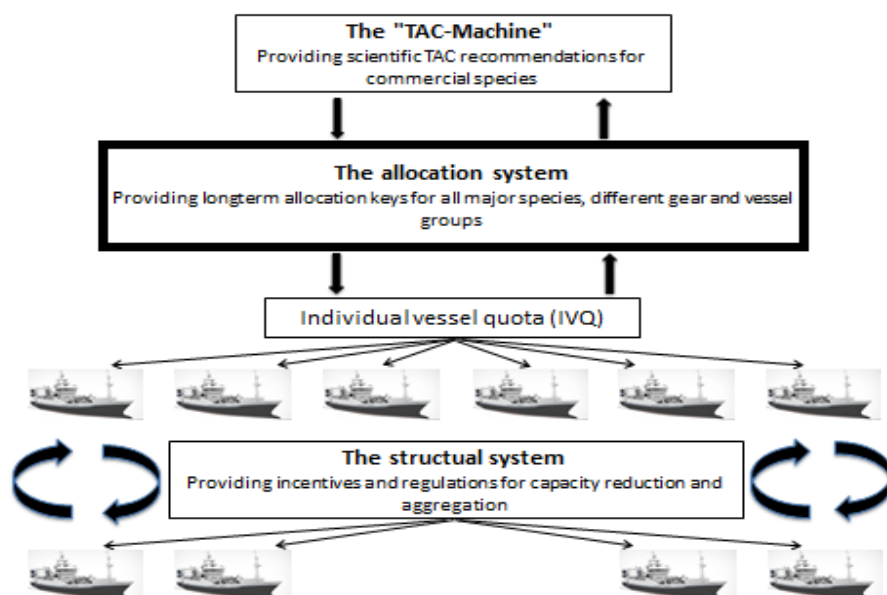 The "TAC-Machine"
Providing scientific TAC recommendations for
commercial species
The allocation system
Providing longterm allocation keys for all major species, different gear and vessel
groups
Individual vessel quota (IVQ)
The structual system
Providing incentives and regulations for capacity reduction and
aggregation